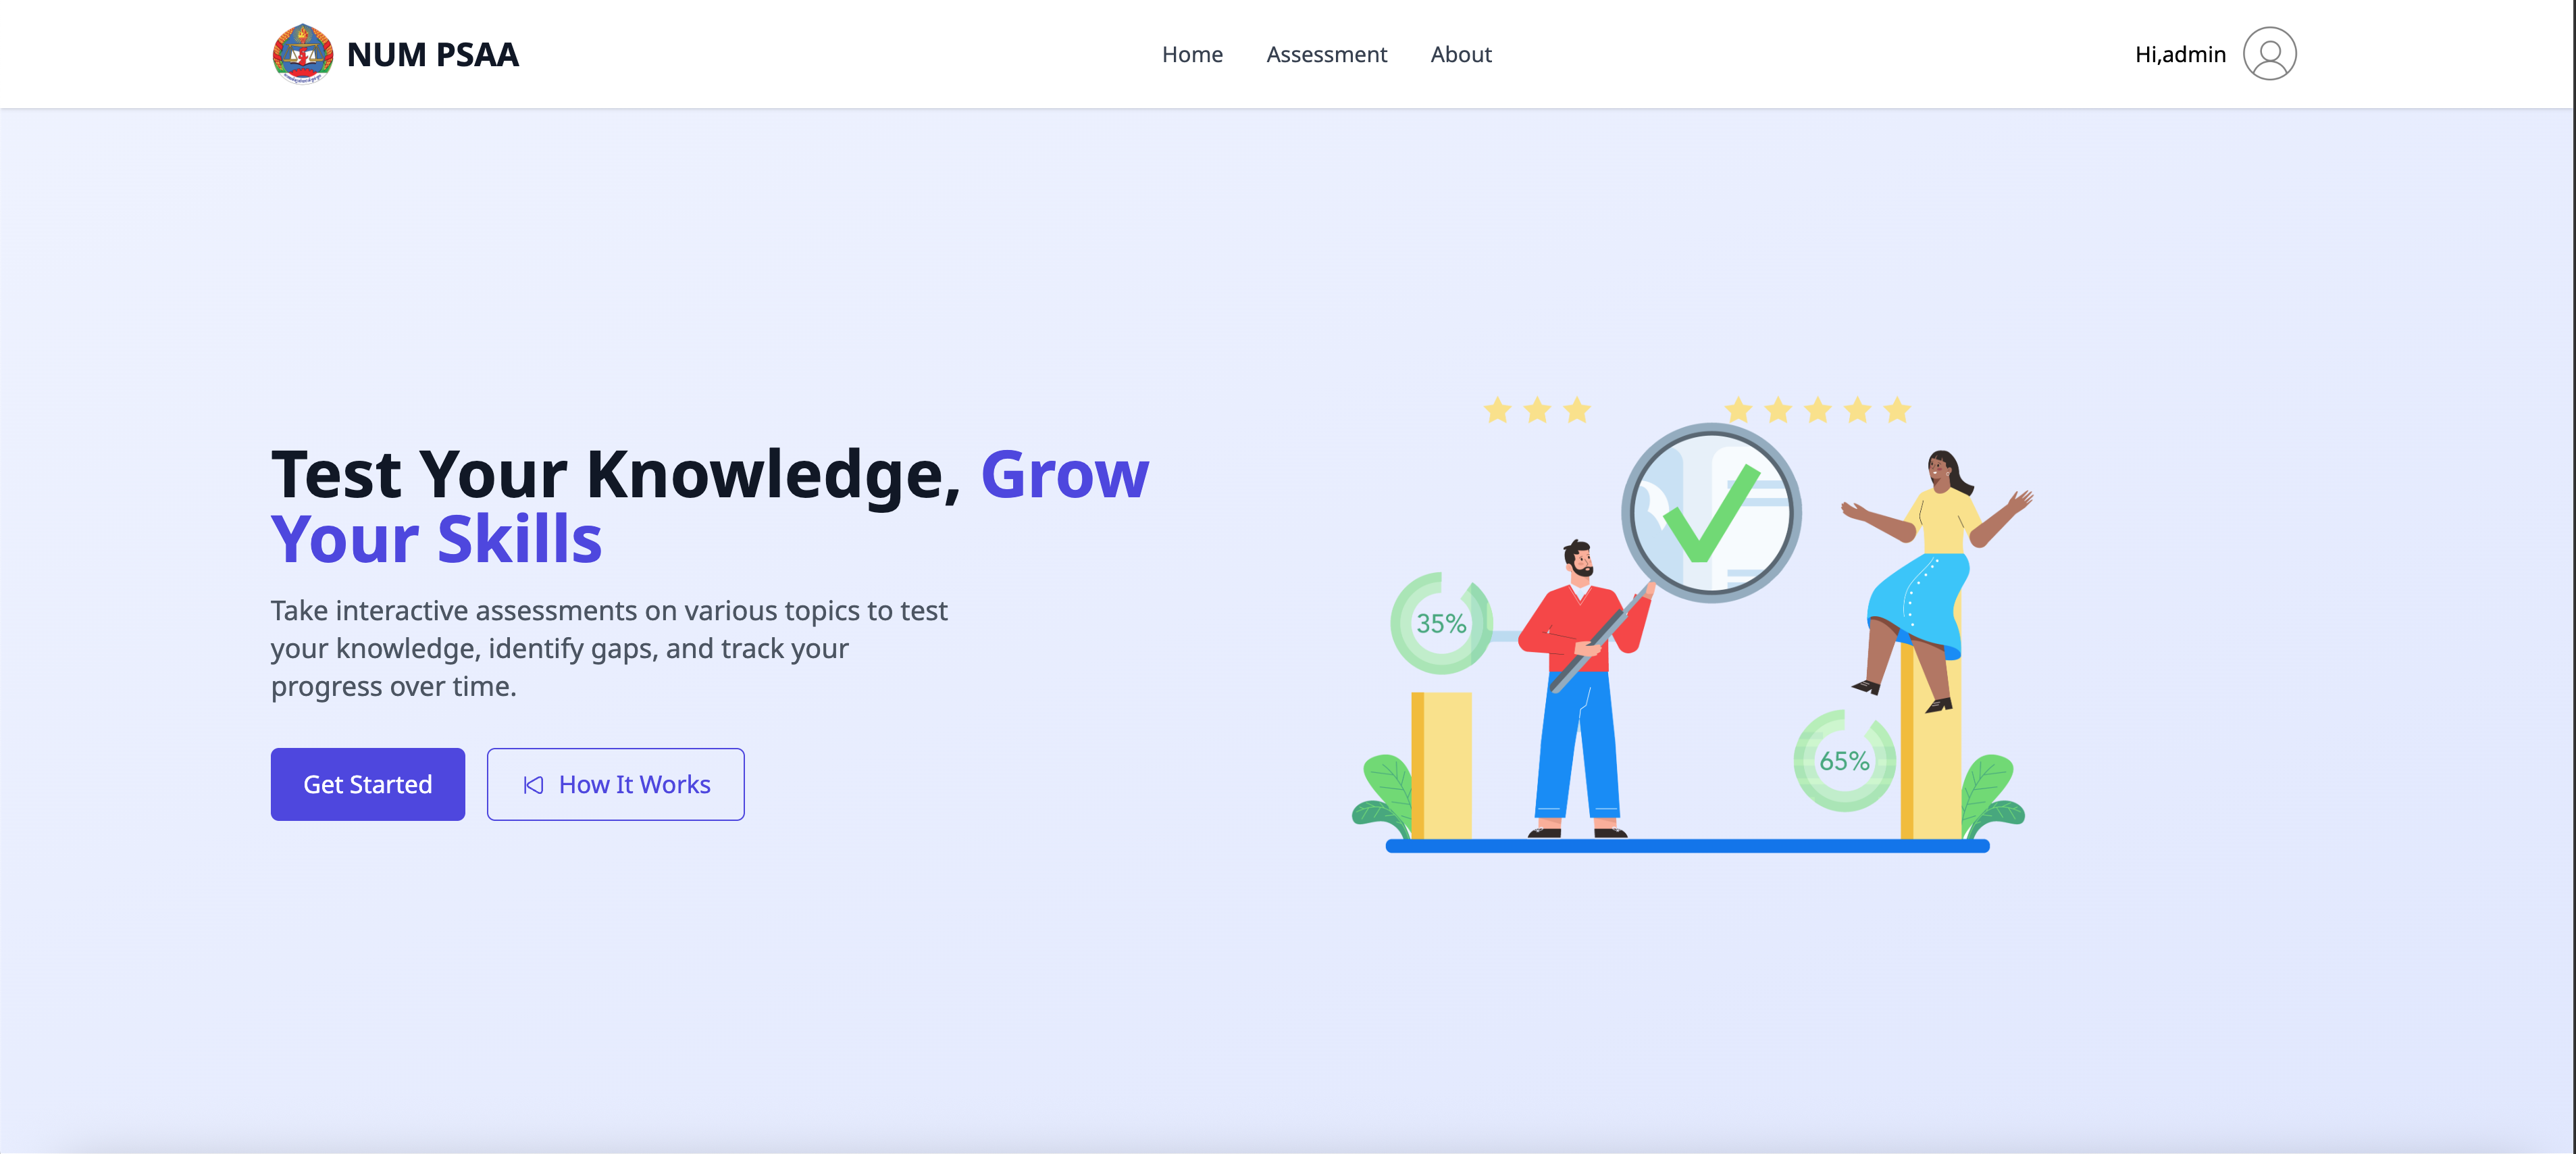 NUM PSAA
Home
Assessment
About
Hi,admin
Test Your Knowledge, Grow
Your Skills
Take interactive assessments on various topics to test
your knowledge, identify gaps, and track your
progress over time.
Get Started
How It Works
35%
65%